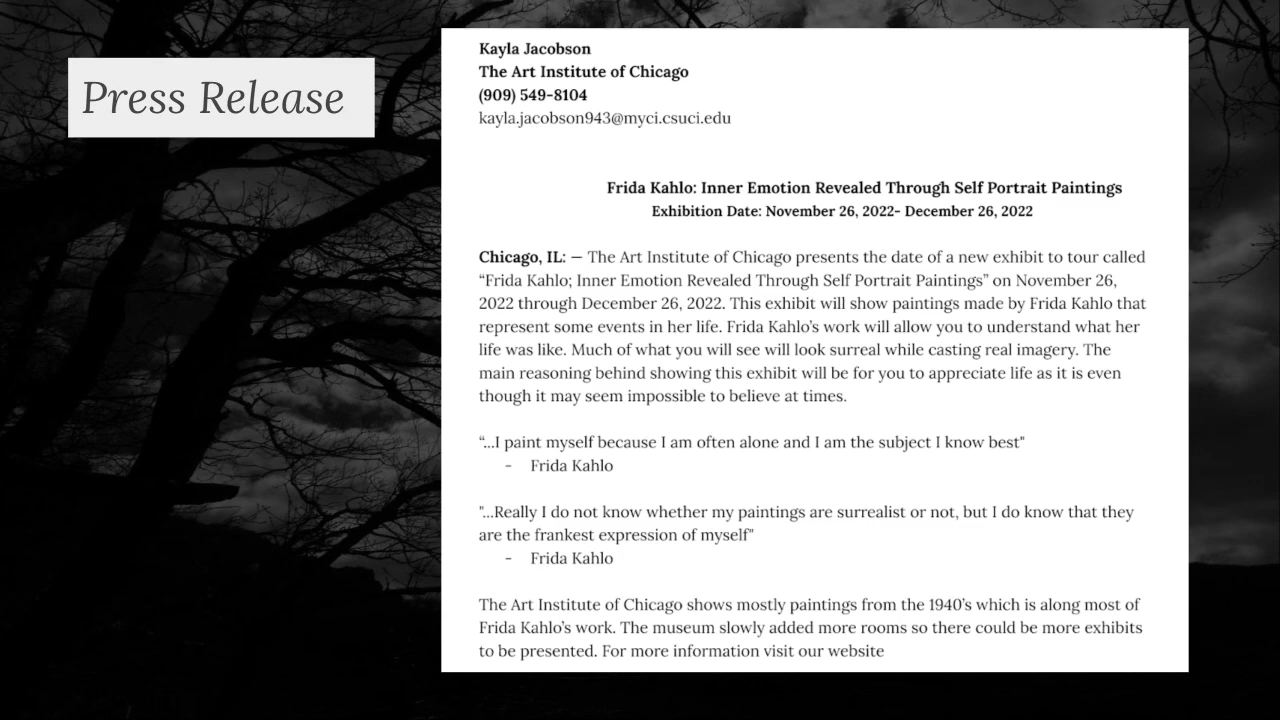 Press Release
Kayla Jacobson
The Art Institute of Chicago
(909) 549-8104
kayla.jacobson943@myci.csuci.edu
Frida Kahlo: Inner Emotion Revealed Through Self Portrait Paintings
Exhibition Date: November 26, 2022- December 26, 2022
Chicago, IL: — The Art Institute of Chicago presents the date of a new exhibit to tour called
“Frida Kahlo; Inner Emotion Revealed Through Self Portrait Paintings” on November 26,
2022 through December 26, 2022. This exhibit will show paintings made by Frida Kahlo that
represent some events in her life. Frida Kahlo’s work will allow you to understand what her
life was like. Much of what you will see will look surreal while casting real imagery. The
main reasoning behind showing this exhibit will be for you to appreciate life as it is even
though it may seem impossible to believe at times.
“...I paint myself because I am often alone and I am the subject I know best"
- Frida Kahlo
"...Really I do not know whether my paintings are surrealist or not, but I do know that they
are the frankest expression of myself"
- Frida Kahlo
The Art Institute of Chicago shows mostly paintings from the 1940’s which is along most of
Frida Kahlo’s work. The museum slowly added more rooms so there could be more exhibits
to be presented. For more information visit our website